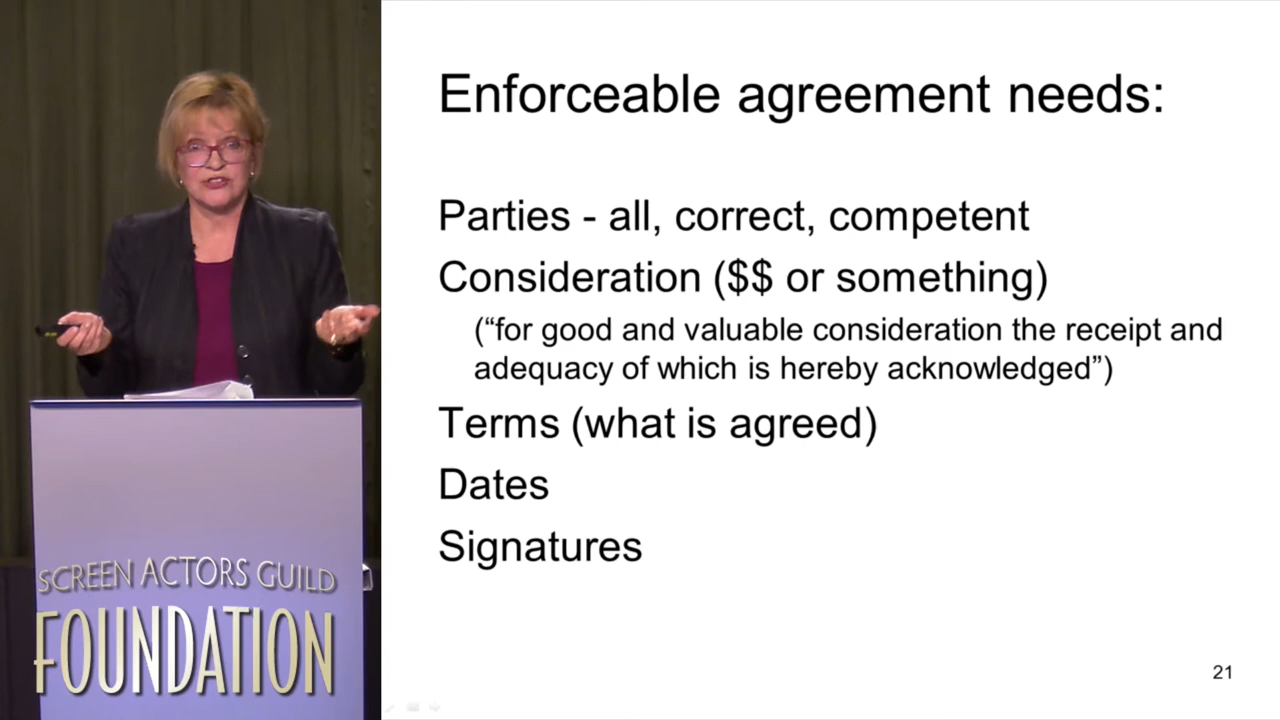 Enforceable agreement needs:
Parties - all, correct, competent
Consideration ($$ or something)
(“for good and valuable consideration the receipt and
adequacy of which is hereby acknowledged”)
Terms (what is agreed)
Dates
Signatures
21
SCREEN ACTORS GUILD
FOUNDATION